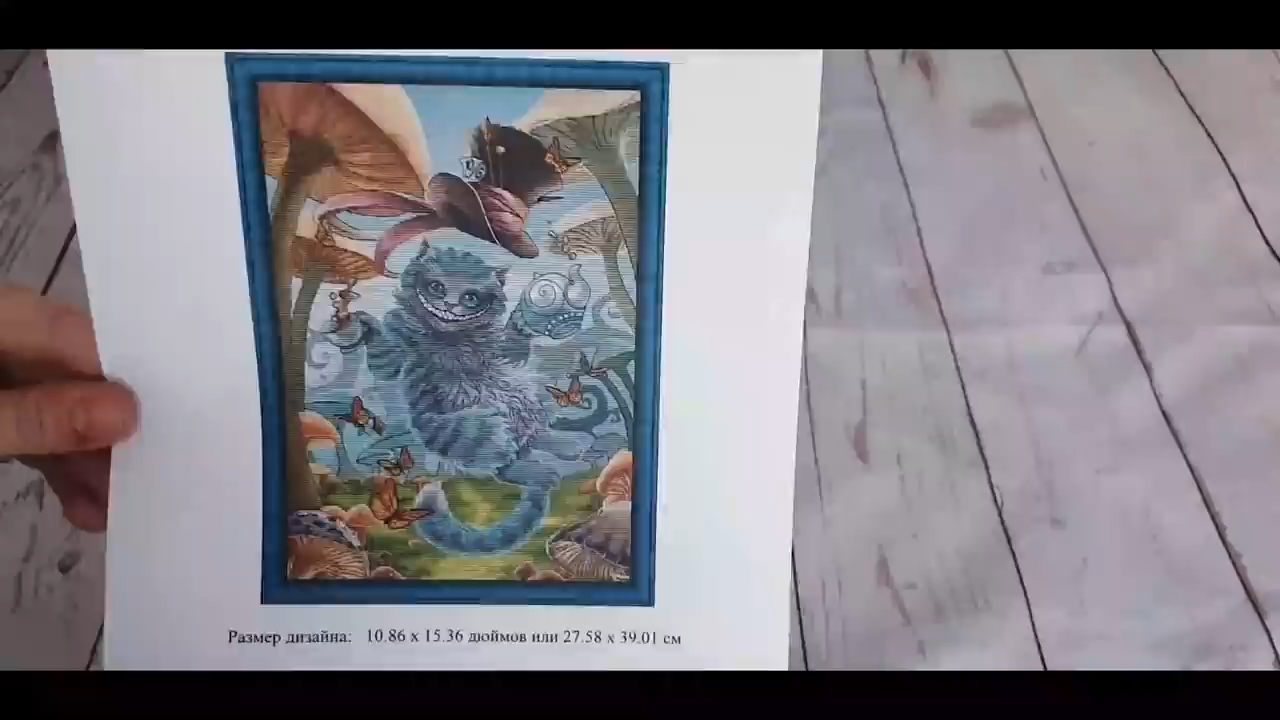 Размер дизайна: 10.86 x 15.36 дюймов или 27.58 x 39.01 см